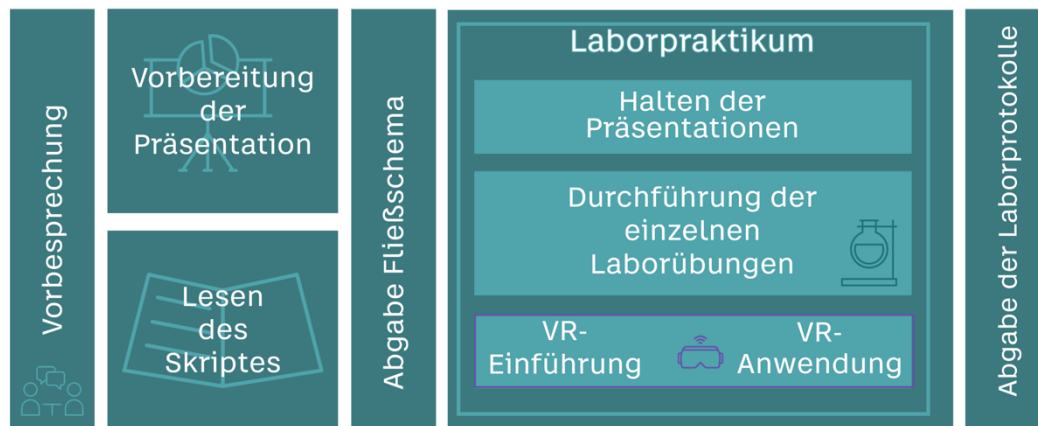 Vorbesprechung
Vorbereitung
der
Präsentation
Lesen
des
Skriptes
Abgabe Fließschema
Laborpraktikum
Halten der
Präsentationen
Durchführung der
einzelnen
Laborübungen
VR-
Einführung
VR-
Anwendung
Abgabe der Laborprotokolle